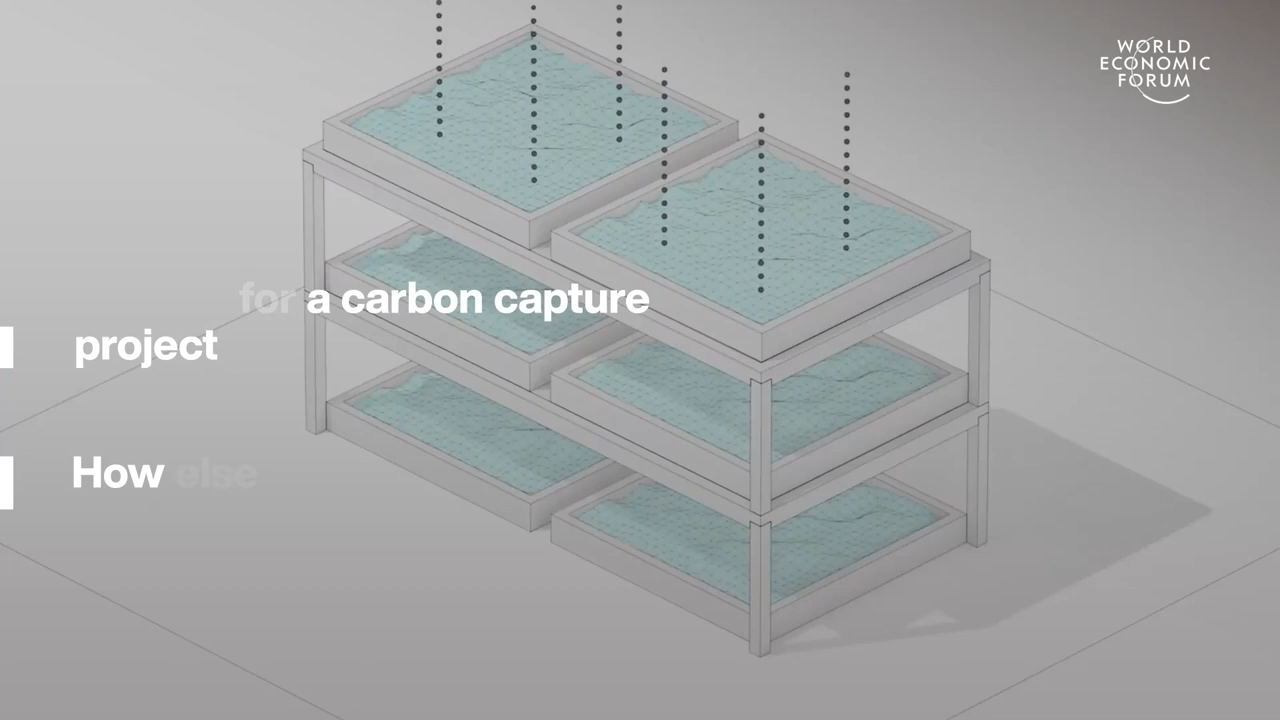 WORLD
ECONOMIC
FORUM
for a carbon capture
project
How else